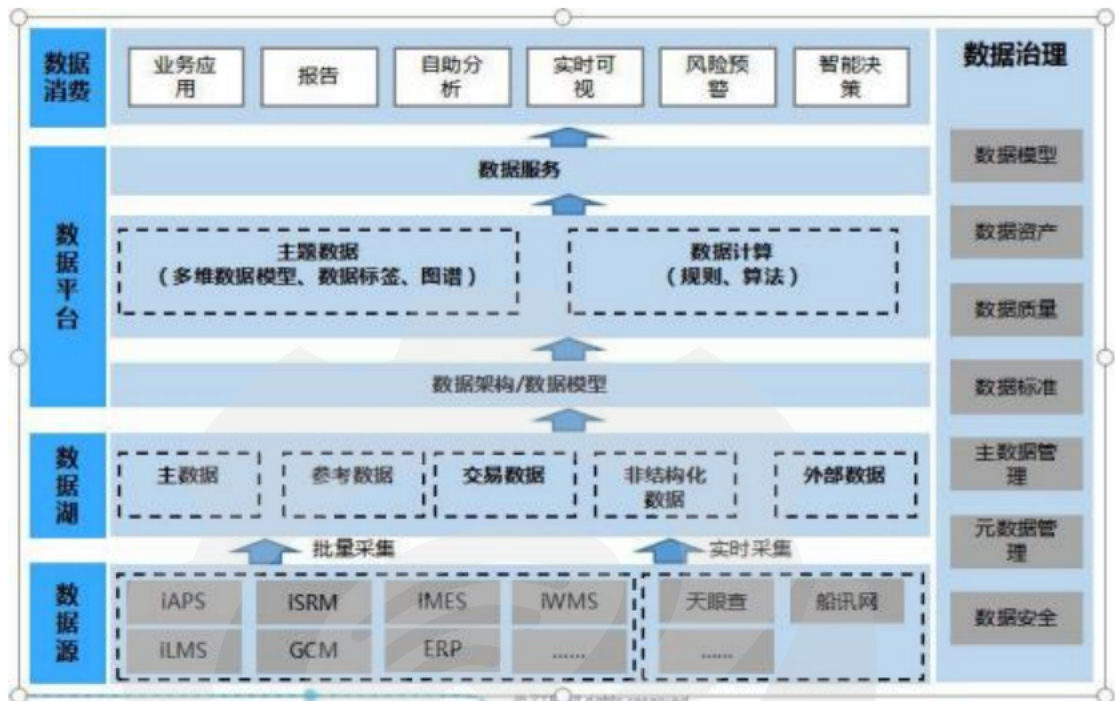 数据
消费
业务应
用
报告
自助分
析
实时可
视
风险预
警
智能决
策
数据治理
数据模型
数据资产
数据质量
数据标准
主数据管
理
元数据管
理
数据安全
数据平台
数据服务
主题数据
（多维数据模型、数据标签、图谱）
数据计算
（规则、算法）
数据架构/数据模型
数据湖
主数据
参考数据
交易数据
非结构化
数据
外部数据
批量采集
实时采集
数据源
iAPS
iSRM
iMES
iWMS
天眼查
船讯网
iLMS
GCM
ERP
......
......
rights reserved